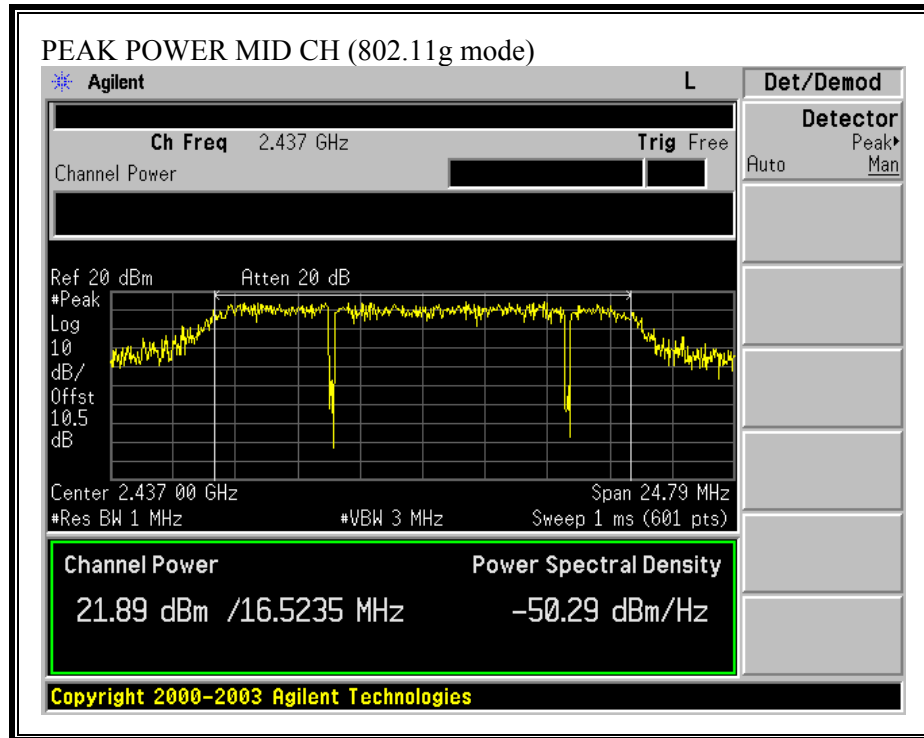 PEAK POWER MID CH (802.11g mode)
Agilent L Det/Demod
Detector
Peak
Auto Man
Ch Freq 2.437 GHz Trig Free
Channel Power
Ref 20 dBm Atten 20 dB
#Peak
Log
10
dB/
Offst
10.5
dB
Center 2.437 00 GHz Span 24.79 MHz
#Res BW 1 MHz #VBW 3 MHz Sweep 1 ms (601 pts)
Channel Power Power Spectral Density
21.89 dBm /16.5235 MHz -50.29 dBm/Hz
Copyright 2000-2003 Agilent Technologies